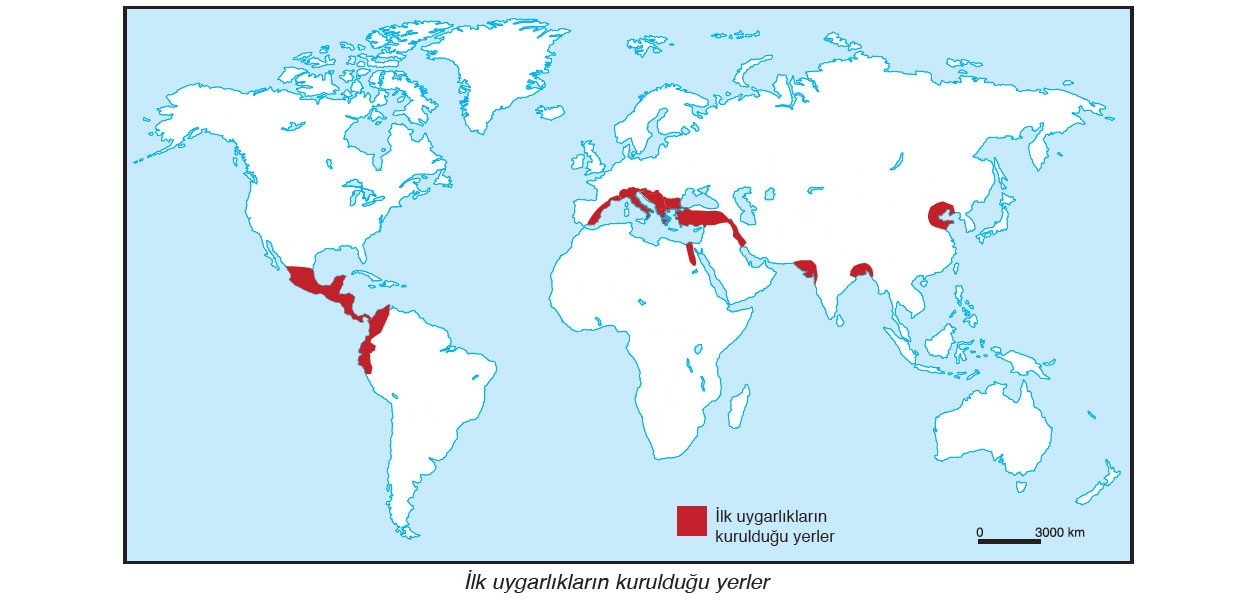 İlk uygarlıkların
kurulduğu yerler
0 3000 km
İlk uygarlıkların kurulduğu yerler